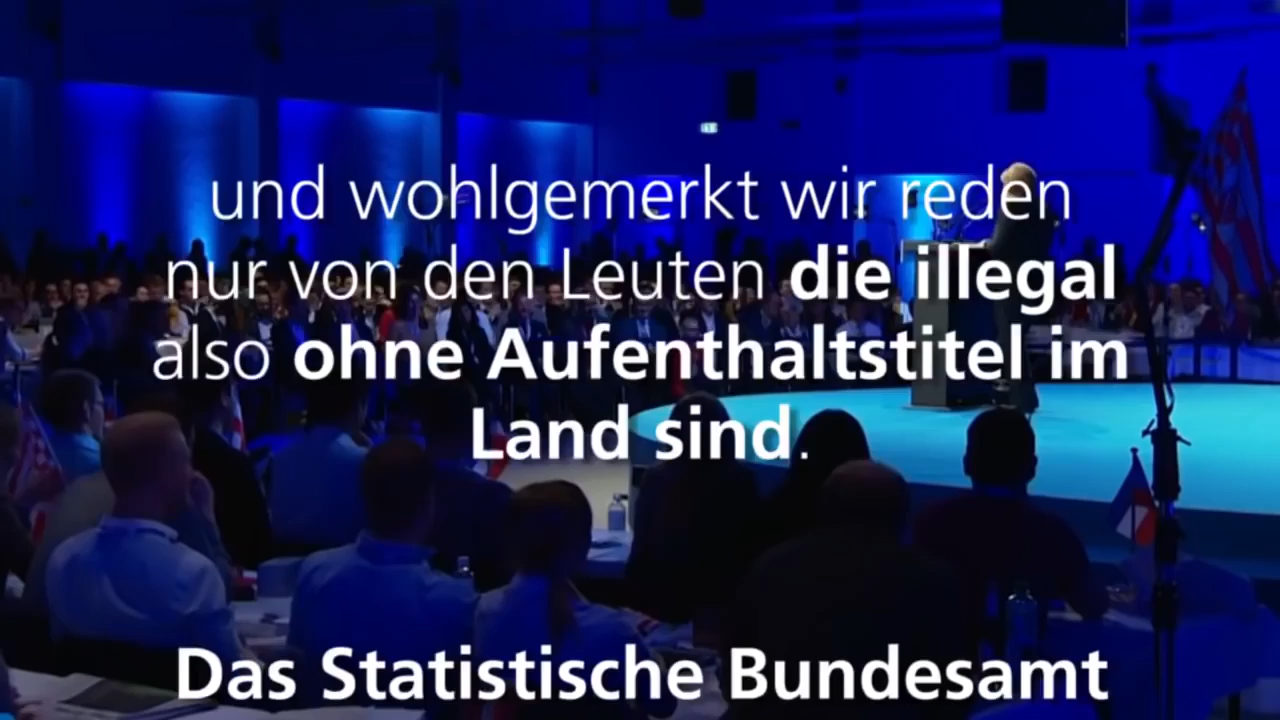 und wohlgemerkt wir reden
nur von den Leuten die illegal
also ohne Aufenthaltstitel im
Land sind.
Das Statistische Bundesamt